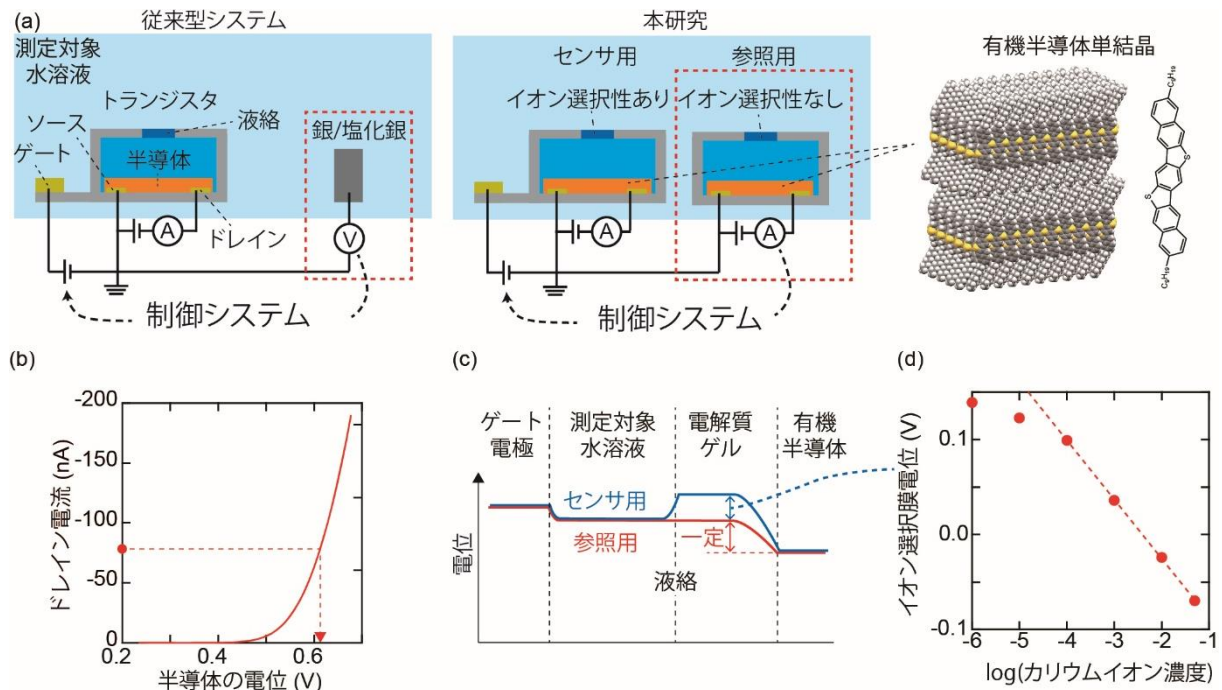 (a)
従来型システム
測定対象
水溶液
トランジスタ
液絡
ソース
ゲート
半導体
銀/塩化銀
ドレイン
A
V
制御システム
本研究
センサ用
参照用
イオン選択性あり
イオン選択性なし
A
A
制御システム
有機半導体単結晶
C₉H₁₉
S
S
C₉H₁₉
(b)
-200
-150
-100
-50
0
ドレイン電流 (nA)
0.2
0.4
0.6
半導体の電位 (V)
(c)
ゲート
電極
測定対象
水溶液
電解質
ゲル
有機
半導体
センサ用
参照用
一定
液絡
電位
(d)
イオン選択膜電位 (V)
0.1
0.0
-0.1
-6
-5
-4
-3
-2
-1
log(カリウムイオン濃度)